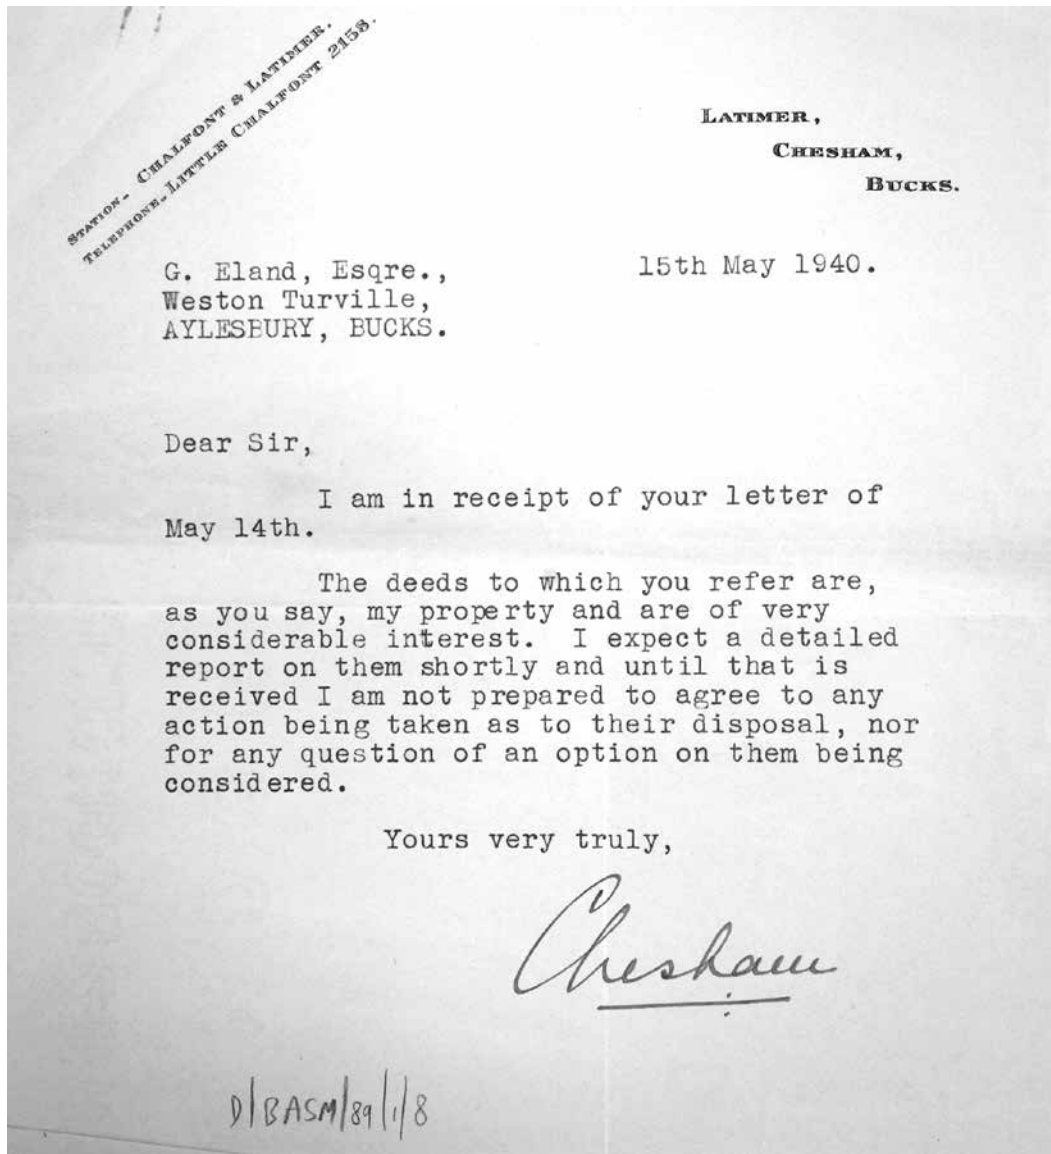 STATION- CHALFONT & LATIMER.
TELEPHONE-LITTLE CHALFONT 2158.
LATIMER,
CHESHAM,
BUCKS.
G. Eland, Esqre.,
15th May 1940.
Weston Turville,
AYLESBURY, BUCKS.
Dear Sir,
I am in receipt of your letter of
May 14th.
The deeds to which you refer are,
as you say, my property and are of very
considerable interest.  I expect a detailed
report on them shortly and until that is
received I am not prepared to agree to any
action being taken as to their disposal, nor
for any question of an option on them being
considered.
Yours very truly,
Chesham
D/BASM/89/1/8